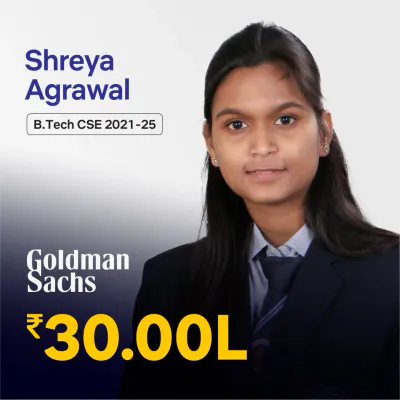 Shreya
Agrawal
B.Tech CSE 2021-25
Goldman
Sachs
₹30.00L